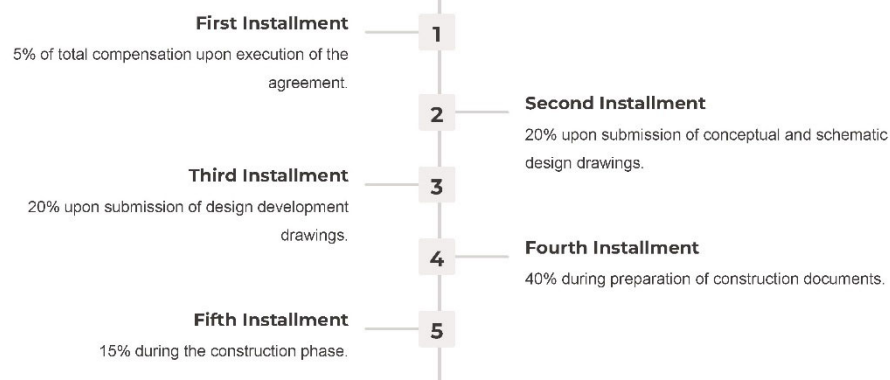 First Installment
1
5% of total compensation upon execution of the
agreement.
Second Installment
2
20% upon submission of conceptual and schematic
design drawings.
Third Installment
3
20% upon submission of design development
drawings.
Fourth Installment
4
40% during preparation of construction documents.
Fifth Installment
5
15% during the construction phase.